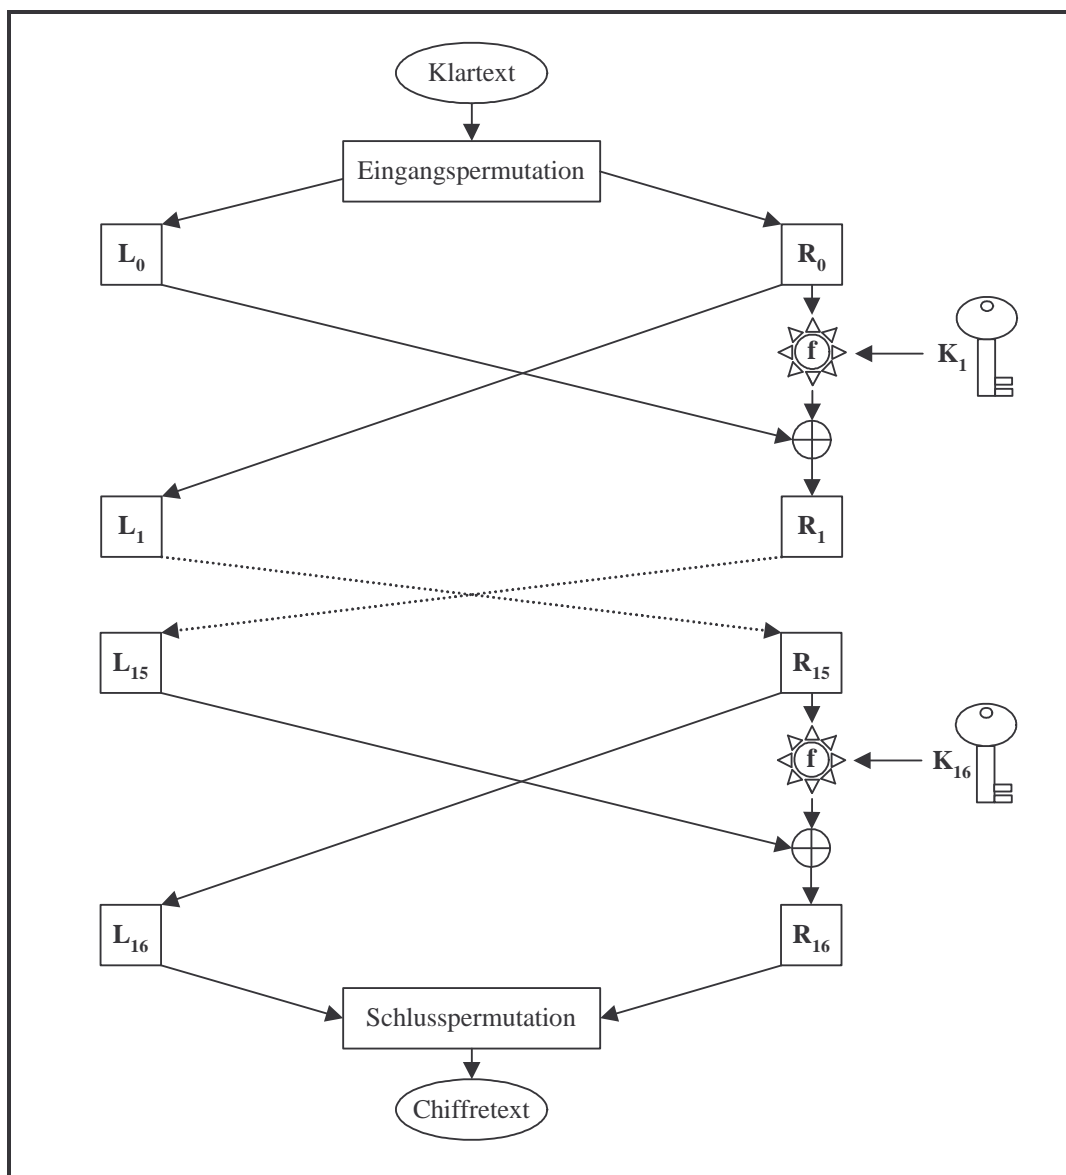 Klartext
Eingangspermutation
L0 R0
f K1
L1 R1
L15 R15
f K16
L16 R16
Schlusspermutation
Chiffretext